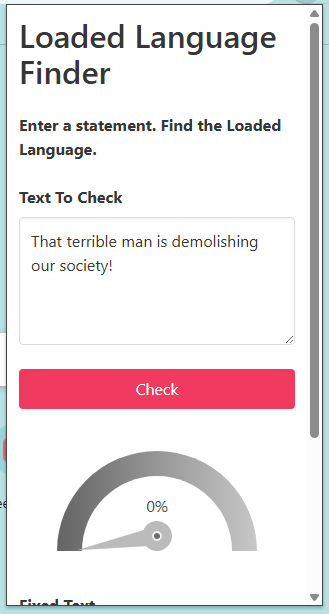 Loaded Language
Finder
Enter a statement. Find the Loaded
Language.
Text To Check
That terrible man is demolishing
our society!
Check
0%
Fixed Text